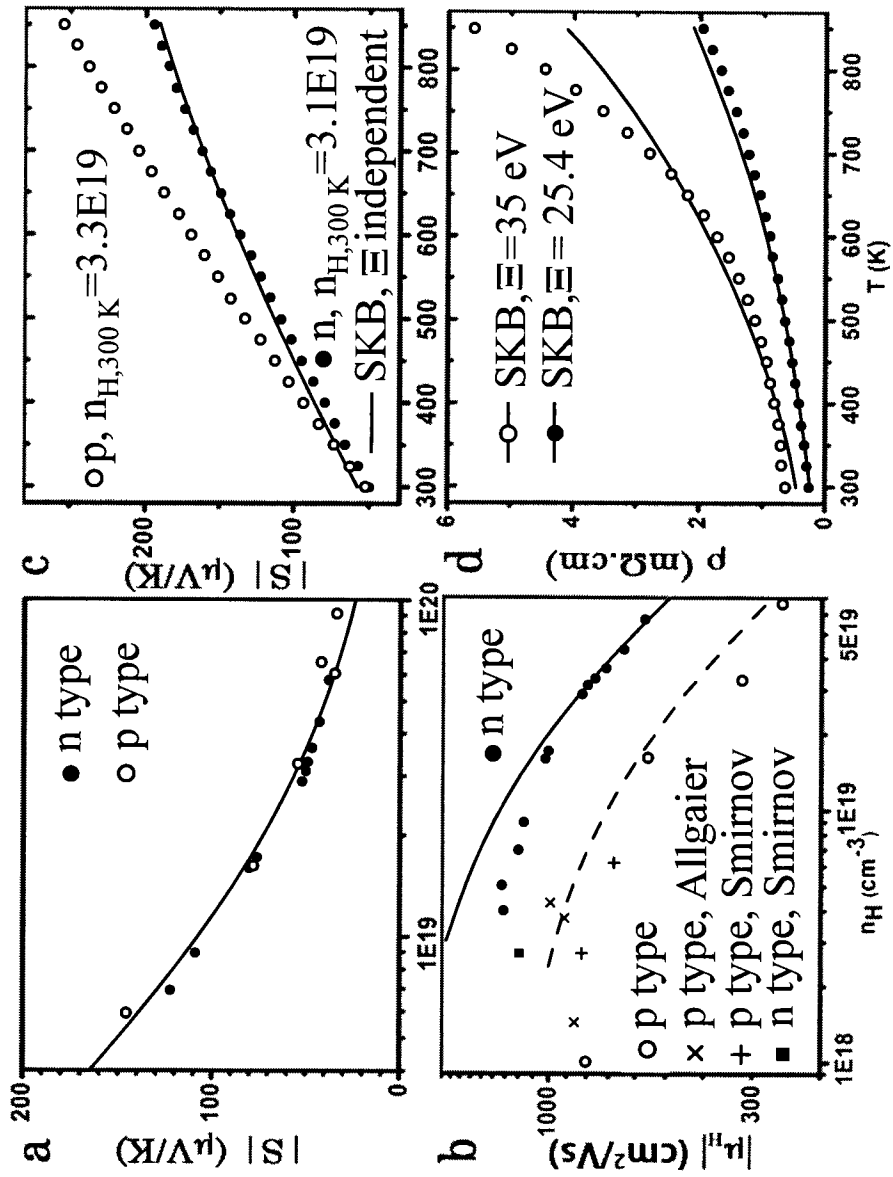 a
200
100
0
| S | (μV/K)
1E19
1E20
● n type
○ p type
b
1000
300
|μH| (cm²/Vs)
1E18
1E19
5E19
nH (cm-3)
● n type
○ p type
× p type, Allgaier
+ p type, Smirnov
■ n type, Smirnov
c
200
100
| S | (μV/K)
300 400 500 600 700 800
○ p, nH,300 K=3.3E19
● n, nH,300 K=3.1E19
SKB, Ξ independent
d
6
4
2
0
ρ (mΩ.cm)
300 400 500 600 700 800
T (K)
SKB, Ξ=35 eV
SKB, Ξ= 25.4 eV